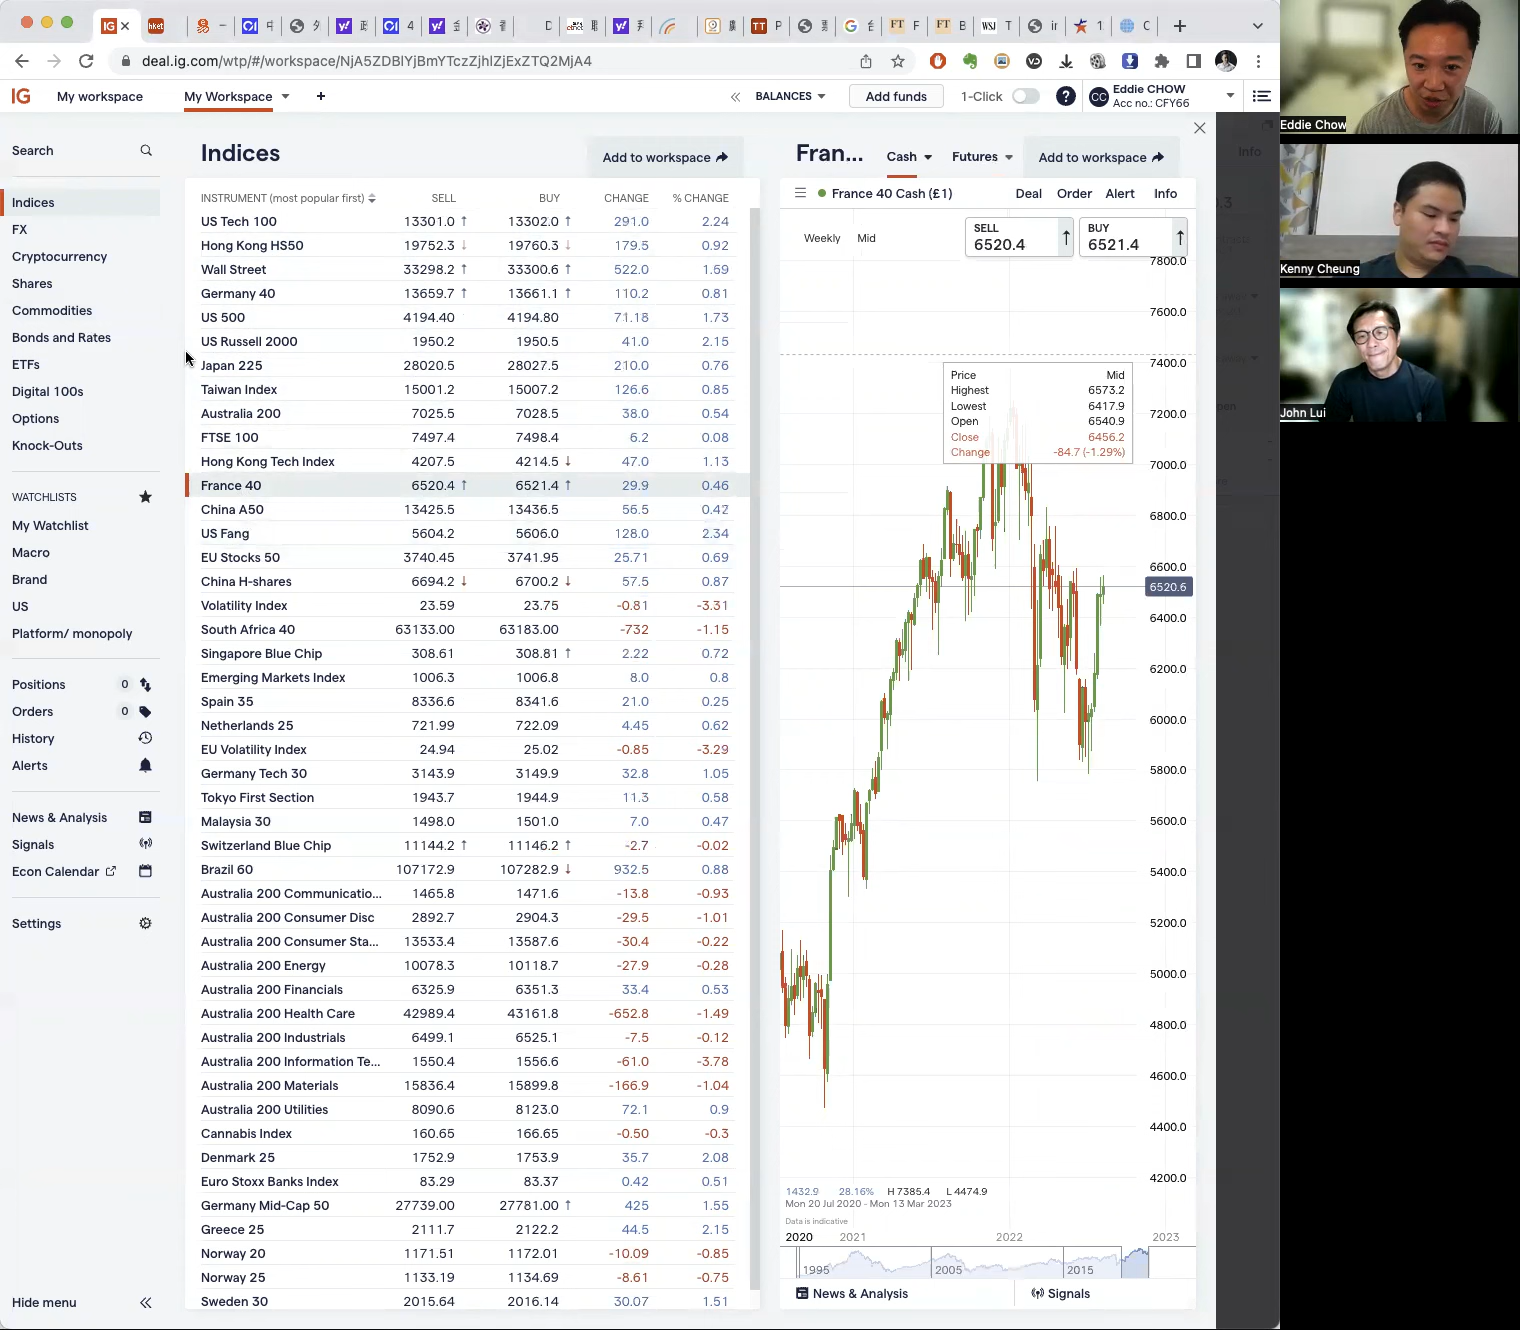 deal.ig.com/wtp/#/workspace/NjA5ZDBlYjBmYTczZjhlZjExZTQ2MjA4
IG My workspace My Workspace + BALANCES Add funds 1-Click ? CC Eddie CHOW
Acc no.: CFY66
Search
Indices
FX
Cryptocurrency
Shares
Commodities
Bonds and Rates
ETFs
Digital 100s
Options
Knock-Outs
WATCHLISTS
My Watchlist
Macro
Brand
US
Platform/ monopoly
Positions 0
Orders 0
History
Alerts
News & Analysis
Signals
Econ Calendar
Settings
Hide menu
Indices Add to workspace
INSTRUMENT (most popular first) SELL BUY CHANGE % CHANGE
US Tech 100 13301.0 ↑ 13302.0 ↑ 291.0 2.24
Hong Kong HS50 19752.3 ↓ 19760.3 ↓ 179.5 0.92
Wall Street 33298.2 ↑ 33300.6 ↑ 522.0 1.59
Germany 40 13659.7 ↑ 13661.1 ↑ 110.2 0.81
US 500 4194.40 4194.80 71.18 1.73
US Russell 2000 1950.2 1950.5 41.0 2.15
Japan 225 28020.5 28027.5 210.0 0.76
Taiwan Index 15001.2 15007.2 126.6 0.85
Australia 200 7025.5 7028.5 38.0 0.54
FTSE 100 7497.4 7498.4 6.2 0.08
Hong Kong Tech Index 4207.5 4214.5 ↓ 47.0 1.13
France 40 6520.4 ↑ 6521.4 ↑ 29.9 0.46
China A50 13425.5 13436.5 56.5 0.42
US Fang 5604.2 5606.0 128.0 2.34
EU Stocks 50 3740.45 3741.95 25.71 0.69
China H-shares 6694.2 ↓ 6700.2 ↓ 57.5 0.87
Volatility Index 23.59 23.75 -0.81 -3.31
South Africa 40 63133.00 63183.00 -732 -1.15
Singapore Blue Chip 308.61 308.81 ↑ 2.22 0.72
Emerging Markets Index 1006.3 1006.8 8.0 0.8
Spain 35 8336.6 8341.6 21.0 0.25
Netherlands 25 721.99 722.09 4.45 0.62
EU Volatility Index 24.94 25.02 -0.85 -3.29
Germany Tech 30 3143.9 3149.9 32.8 1.05
Tokyo First Section 1943.7 1944.9 11.3 0.58
Malaysia 30 1498.0 1501.0 7.0 0.47
Switzerland Blue Chip 11144.2 ↑ 11146.2 ↑ -2.7 -0.02
Brazil 60 107172.9 107282.9 ↓ 932.5 0.88
Australia 200 Communicatio... 1465.8 1471.6 -13.8 -0.93
Australia 200 Consumer Disc 2892.7 2904.3 -29.5 -1.01
Australia 200 Consumer Sta... 13533.4 13587.6 -30.4 -0.22
Australia 200 Energy 10078.3 10118.7 -27.9 -0.28
Australia 200 Financials 6325.9 6351.3 33.4 0.53
Australia 200 Health Care 42989.4 43161.8 -652.8 -1.49
Australia 200 Industrials 6499.1 6525.1 -7.5 -0.12
Australia 200 Information Te... 1550.4 1556.6 -61.0 -3.78
Australia 200 Materials 15836.4 15899.8 -166.9 -1.04
Australia 200 Utilities 8090.6 8123.0 72.1 0.9
Cannabis Index 160.65 166.65 -0.50 -0.3
Denmark 25 1752.9 1753.9 35.7 2.08
Euro Stoxx Banks Index 83.29 83.37 0.42 0.51
Germany Mid-Cap 50 27739.00 27781.00 ↑ 425 1.55
Greece 25 2111.7 2122.2 44.5 2.15
Norway 20 1171.51 1172.01 -10.09 -0.85
Norway 25 1133.19 1134.69 -8.61 -0.75
Sweden 30 2015.64 2016.14 30.07 1.51
Fran... Cash Futures Add to workspace
France 40 Cash (£1) Deal Order Alert Info
Weekly Mid
SELL
6520.4 ↑
BUY
6521.4 ↑
7800.0
7600.0
7400.0
7200.0
7000.0
6800.0
6600.0
6520.6
6400.0
6200.0
6000.0
5800.0
5600.0
5400.0
5200.0
5000.0
4800.0
4600.0
4400.0
4200.0
Price Mid
Highest 6573.2
Lowest 6417.9
Open 6540.9
Close 6456.2
Change -84.7 (-1.29%)
1432.9 28.16% H 7385.4 L 4474.9
Mon 20 Jul 2020 - Mon 13 Mar 2023
Data is indicative
2020 2021 2022 2023
1995 2005 2015
News & Analysis Signals
Info
Eddie Chow
Kenny Cheung
John Lui